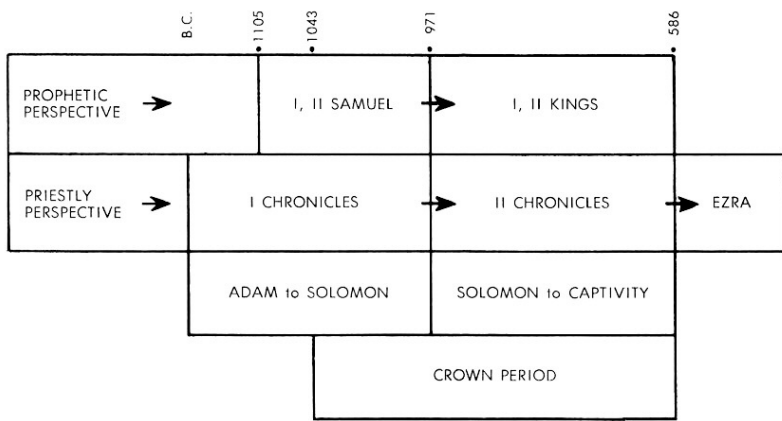 B.C.
•1105
•1043
•971
•586
PROPHETIC
PERSPECTIVE
I, II SAMUEL
I, II KINGS
PRIESTLY
PERSPECTIVE
I CHRONICLES
II CHRONICLES
EZRA
ADAM to SOLOMON
SOLOMON to CAPTIVITY
CROWN PERIOD